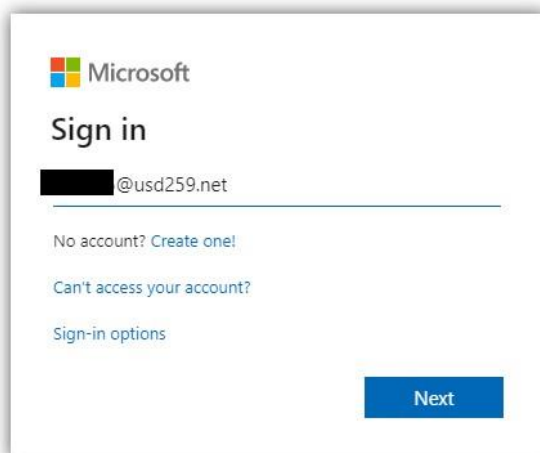 Microsoft
Sign in
@usd259.net
No account? Create one!
Can't access your account?
Sign-in options
Next